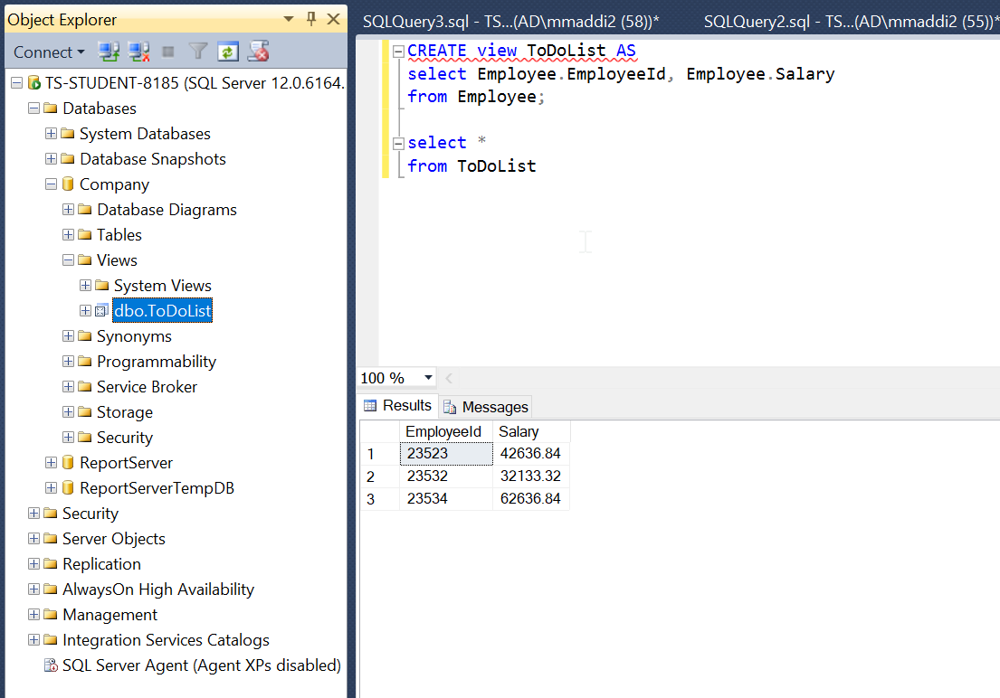 Object Explorer
Connect
TS-STUDENT-8185 (SQL Server 12.0.6164.
Databases
System Databases
Database Snapshots
Company
Database Diagrams
Tables
Views
System Views
dbo.ToDoList
Synonyms
Programmability
Service Broker
Storage
Security
ReportServer
ReportServerTempDB
Security
Server Objects
Replication
AlwaysOn High Availability
Management
Integration Services Catalogs
SQL Server Agent (Agent XPs disabled)
SQLQuery3.sql - TS...(AD\mmaddi2 (58))* SQLQuery2.sql - TS...(AD\mmaddi2 (55))*
CREATE view ToDoList AS
select Employee.EmployeeId, Employee.Salary
from Employee;
select *
from ToDoList
100 %
Results Messages
EmployeeId Salary
1 23523 42636.84
2 23532 32133.32
3 23534 62636.84